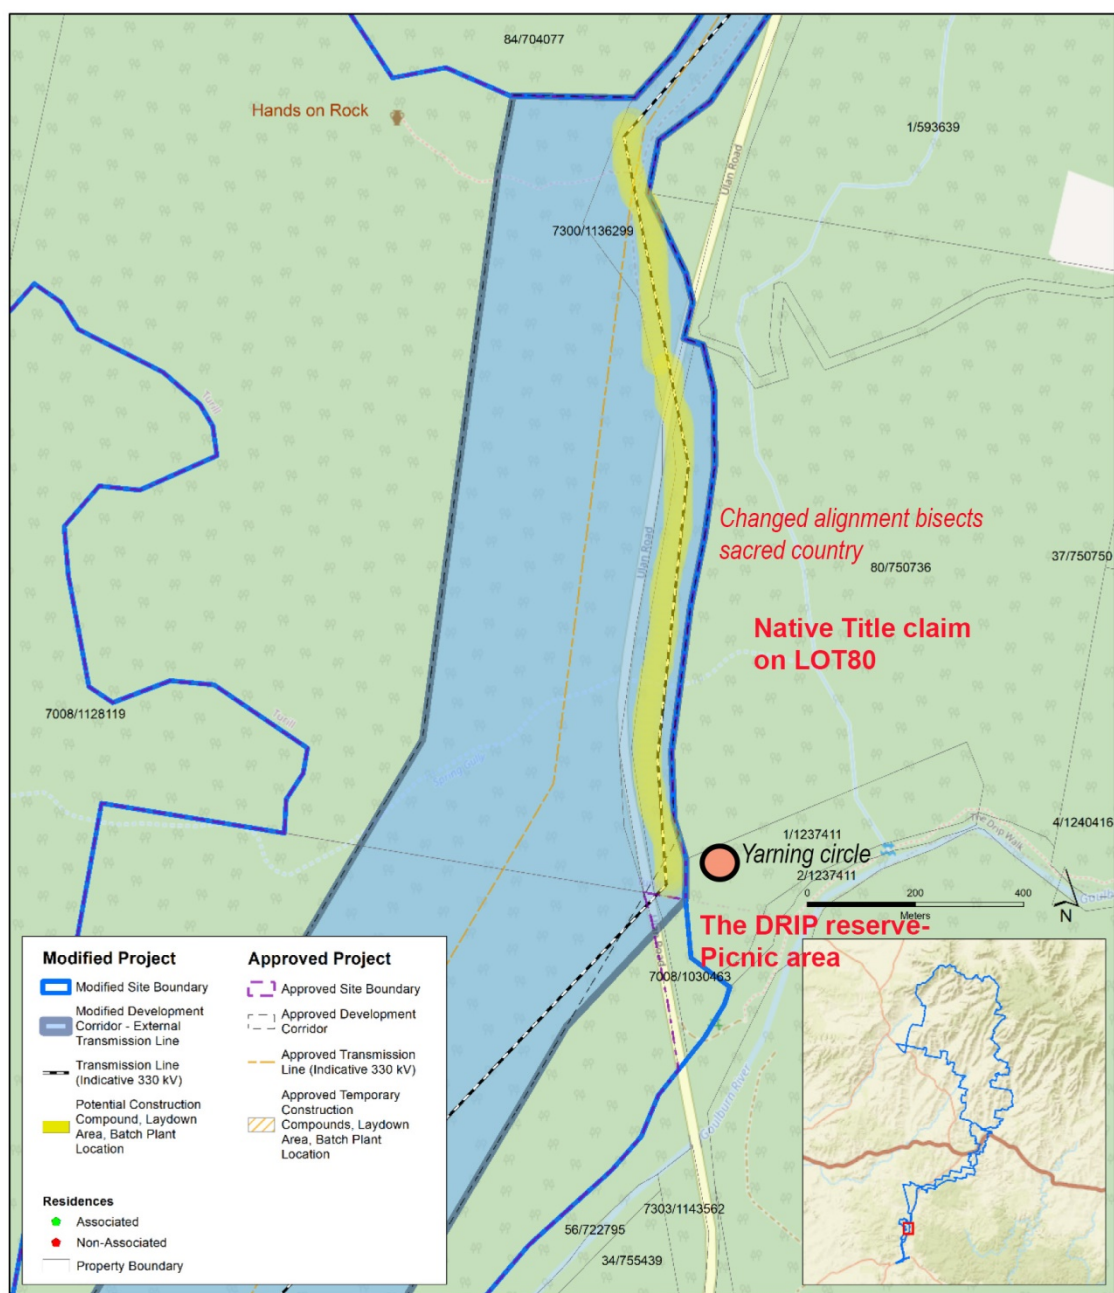 84/704077
Hands on Rock
1/593639
Ulan Road
7300/1136299
Changed alignment bisects
sacred country
80/750736
37/750750
Ulan Road
Native Title claim
on LOT80
7008/1128119
The Drip Walk
4/1240416
1/1237411
Yarning circle
2/1237411
0 200 400
Meters
N
The DRIP reserve-
Picnic area
Road
7008/1030463
Goulburn River
7303/1143562
56/722795
34/755439
Modified Project
Modified Site Boundary
Modified Development
Corridor - External
Transmission Line
Transmission Line
(Indicative 330 kV)
Potential Construction
Compound, Laydown
Area, Batch Plant
Location
Approved Project
Approved Site Boundary
Approved Development
Corridor
Approved Transmission
Line (Indicative 330 kV)
Approved Temporary
Construction
Compounds, Laydown
Area, Batch Plant
Location
Residences
Associated
Non-Associated
Property Boundary